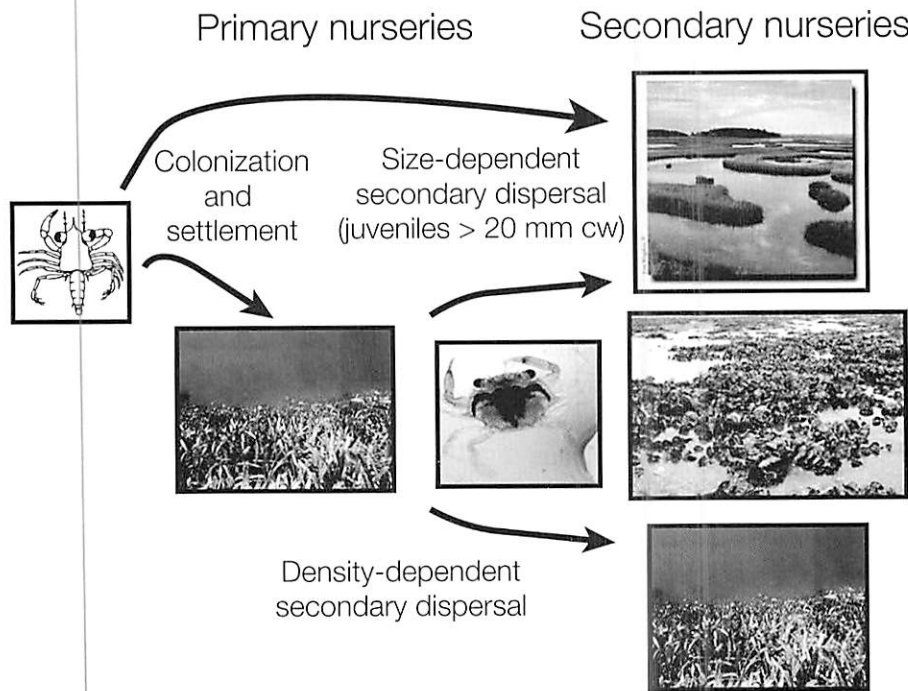 Primary nurseries
Secondary nurseries
Colonization
and
settlement
Size-dependent
secondary dispersal
(juveniles > 20 mm cw)
Density-dependent
secondary dispersal